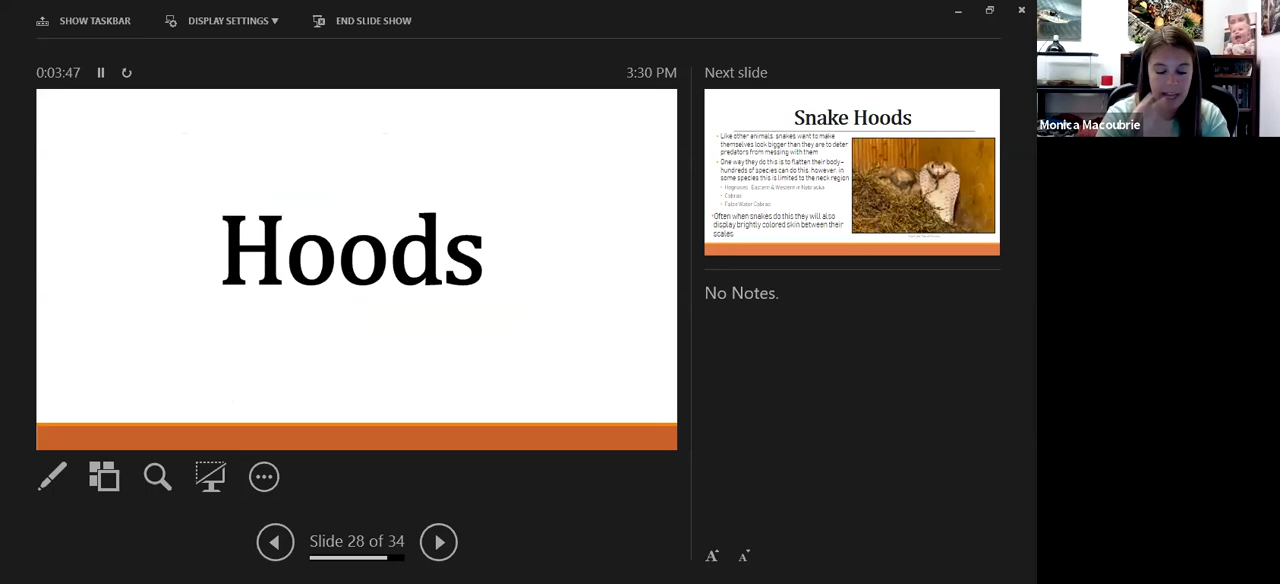 SHOW TASKBAR
DISPLAY SETTINGS ▼
END SLIDE SHOW
0:03:47
3:30 PM
Next slide
Hoods
Snake Hoods
Like other animals, snakes want to make
themselves look bigger than they are to deter
predators from messing with them
One way they do this is to flatten their body–
hundreds of species can do this, however, in
some species this is limited to the neck region
Hognoses, Eastern & Western in Nebraska
Cobras
False Water Cobras
Often when snakes do this they will also
display brightly colored skin between their
scales
No Notes.
Slide 28 of 34
A A
Monica Macoubrie